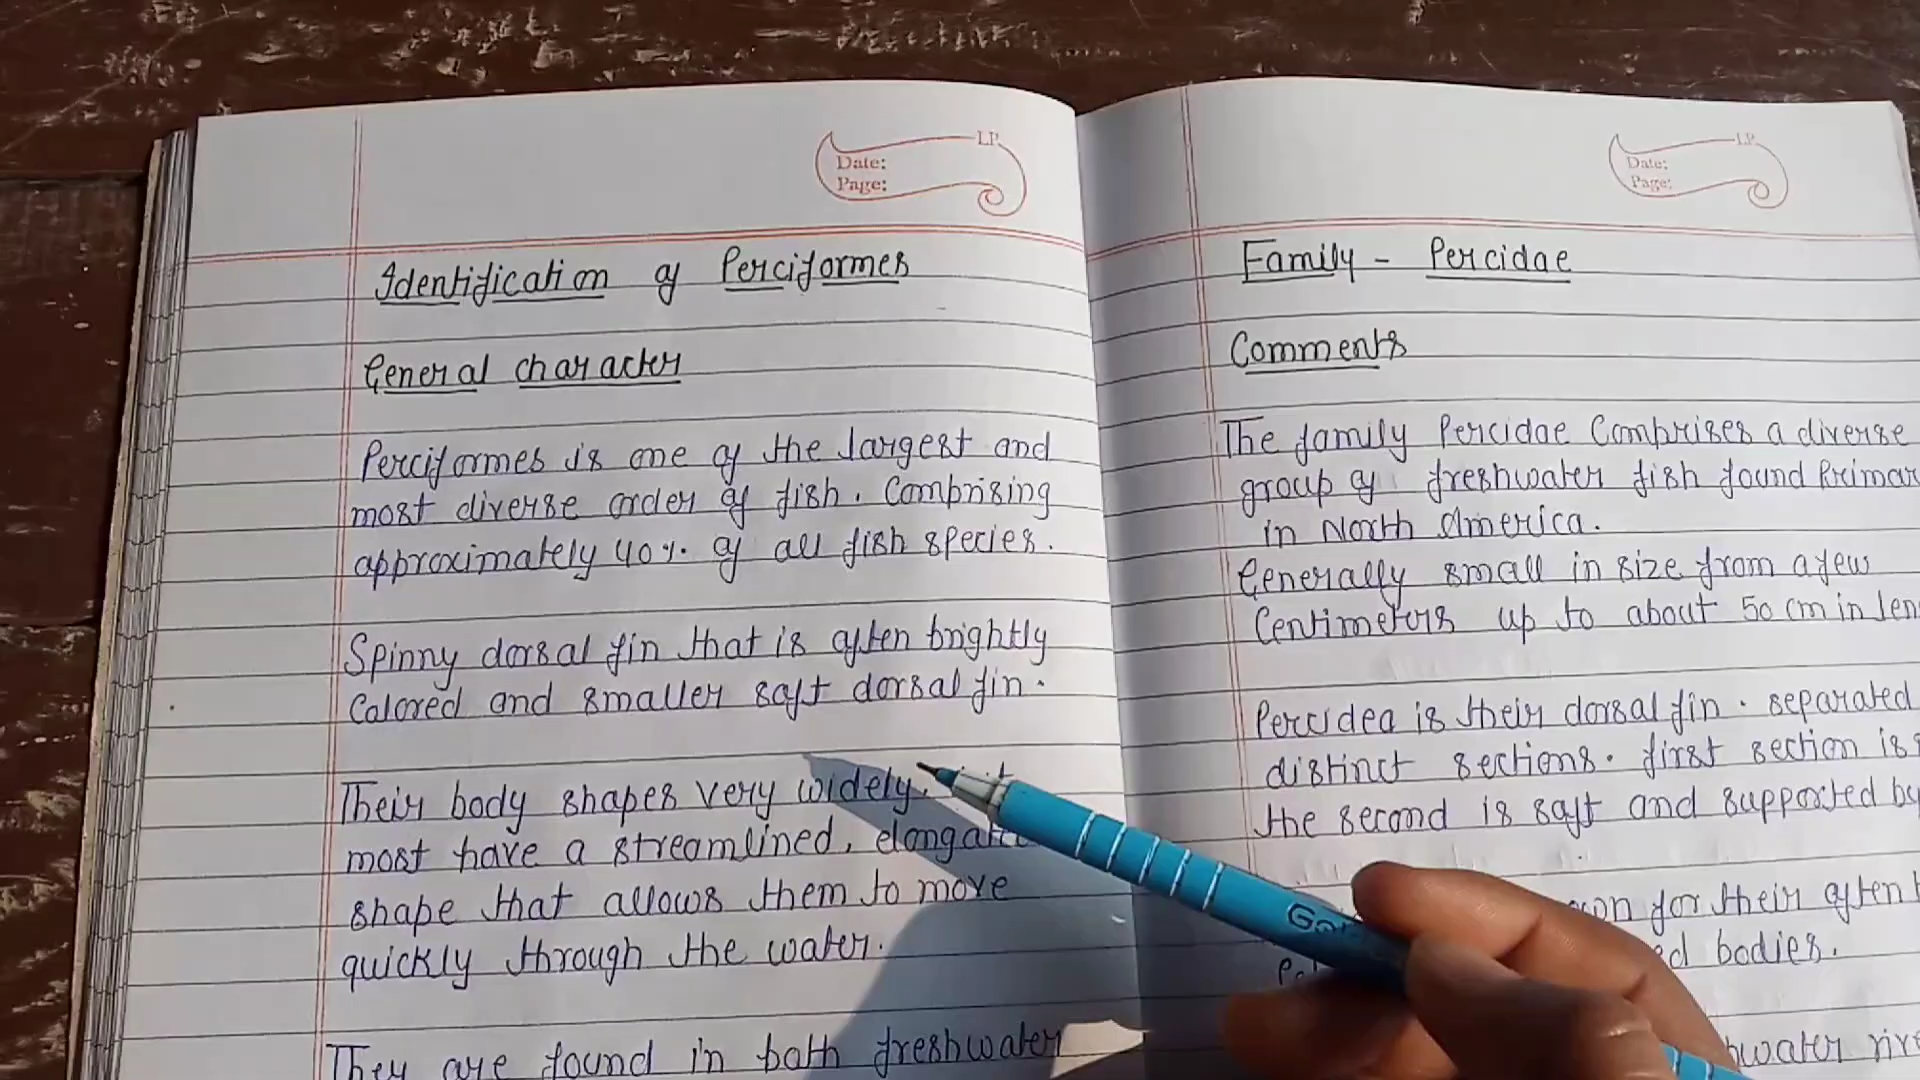 LP.
Date:
Page:
Identification of Perciformes
General character
Perciformes is one of the largest and
most diverse order of fish. Comprising
approximately 40%. of all fish species.
Spinny dorsal fin that is often brightly
Colored and smaller soft dorsal fin.
Their body shapes very widely.
most have a streamlined, elongate
shape that allows them to move
quickly through the water.
They are found in both freshwater
LP.
Date:
Page:
Family - Percidae
Comments
The family Percidae Comprises a diverse
group of freshwater fish found Primar
in North America.
Generally small in size from a few
Centimeters up to about 50 cm in len
Percidea is their dorsal fin. separated
distinct sections. first section is
the second is soft and supported by
for their often
bodies.